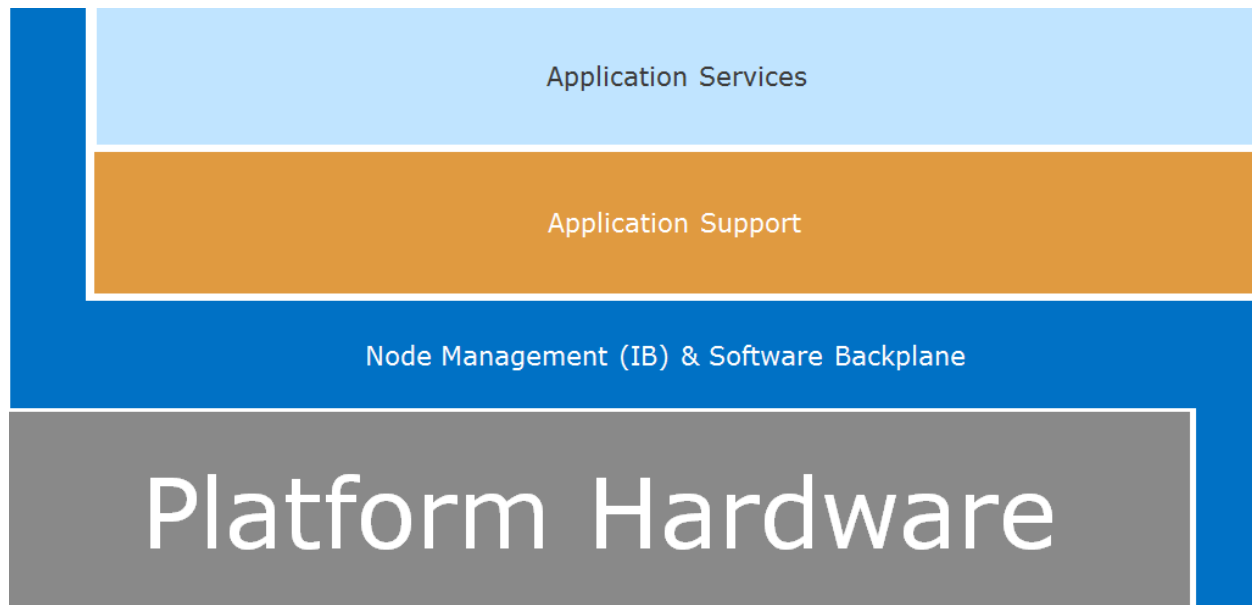 Application Services
Application Support
Node Management (IB) & Software Backplane
Platform Hardware